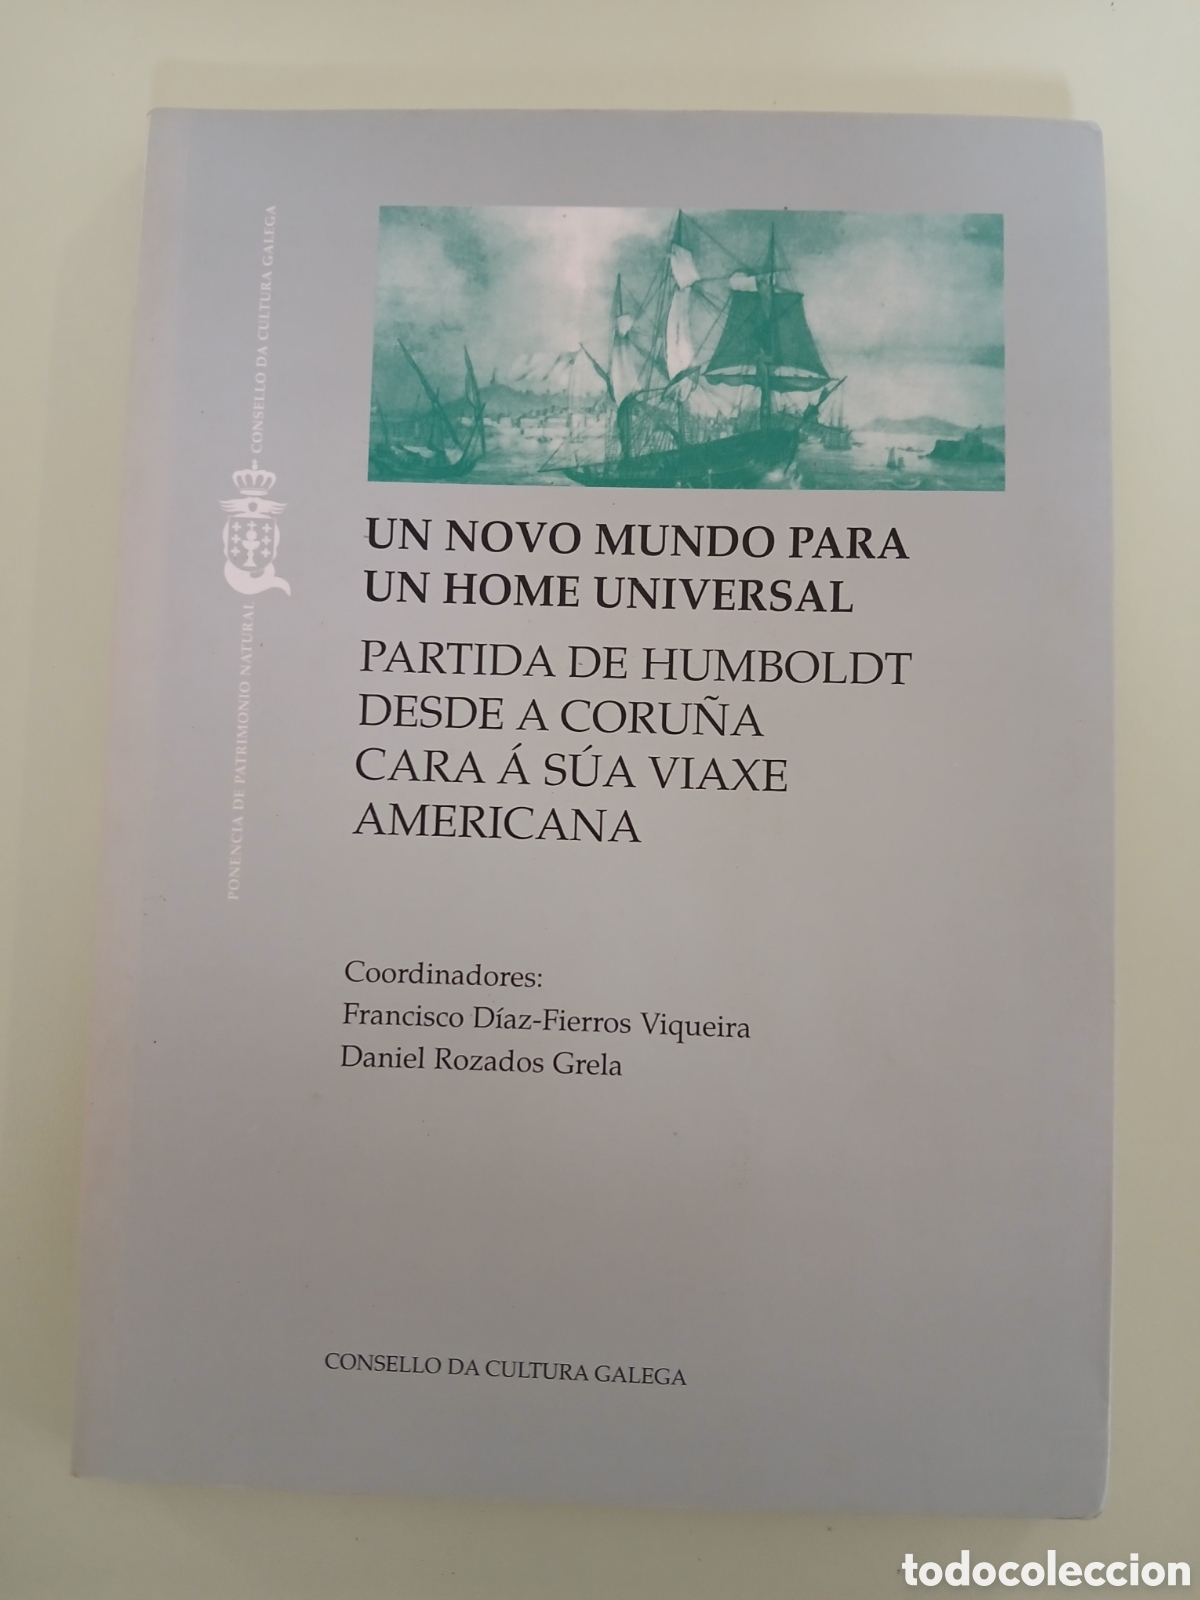 CONSELLO DA CULTURA GALEGA
PONENCIA DE PATRIMONIO NATURAL
UN NOVO MUNDO PARA
UN HOME UNIVERSAL
PARTIDA DE HUMBOLDT
DESDE A CORUÑA
CARA Á SÚA VIAXE
AMERICANA
Coordinadores:
Francisco Díaz-Fierros Viqueira
Daniel Rozados Grela
CONSELLO DA CULTURA GALEGA
todocoleccion